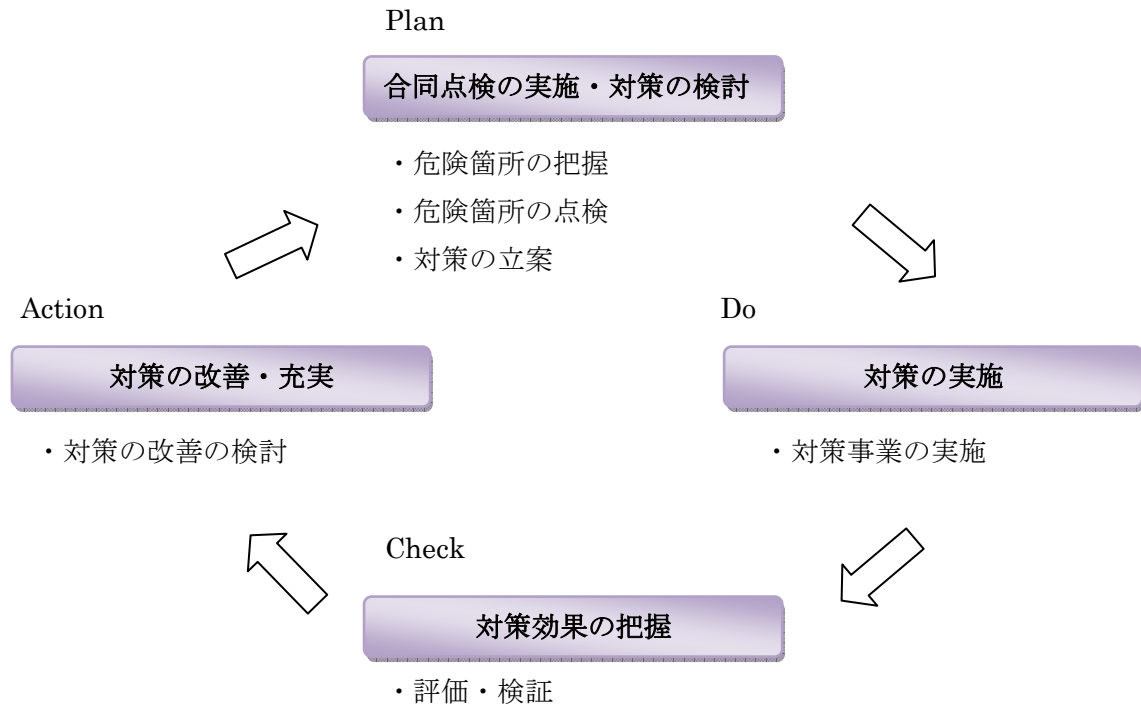 Plan
合同点検の実施・対策の検討
・危険箇所の把握
・危険箇所の点検
・対策の立案
Action
対策の改善・充実
・対策の改善の検討
Do
対策の実施
・対策事業の実施
Check
対策効果の把握
・評価・検証